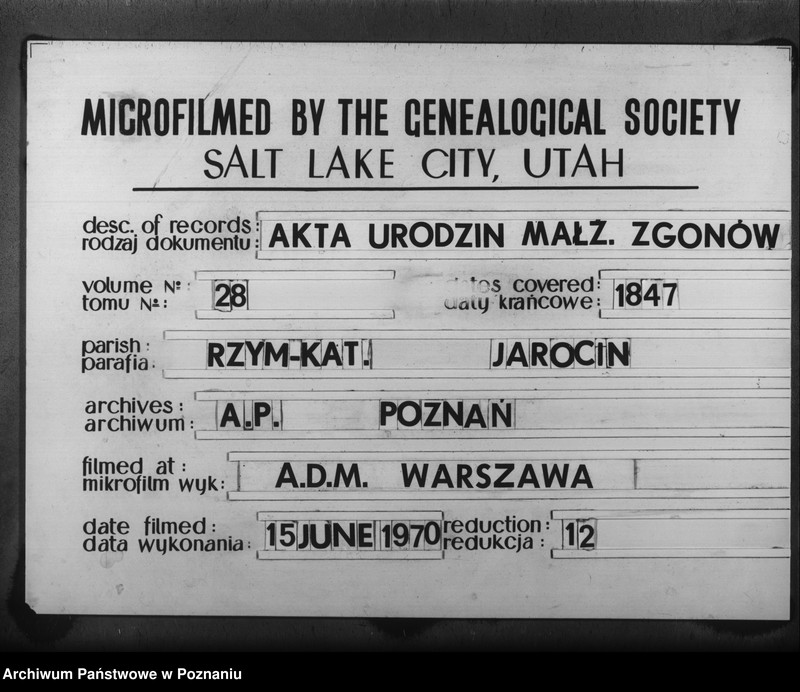 MICROFILMED BY THE GENEALOGICAL SOCIETY
SALT LAKE CITY, UTAH
desc. of records:
rodzaj dokumentu: AKTA URODZIN MAŁŻ. ZGONÓW
volume Nº: dates covered:
tomu Nº: 28 daty krańcowe: 1847
parish:
parafia. RZYM-KAT. JAROCIN
archives:
archiwum: A.P. POZNAŃ
filmed at:
mikrofilm wyk: A.D.M. WARSZAWA
date filmed: reduction:
data wykonania: 15 JUNE 1970 redukcja: 12
Archiwum Państwowe w Poznaniu